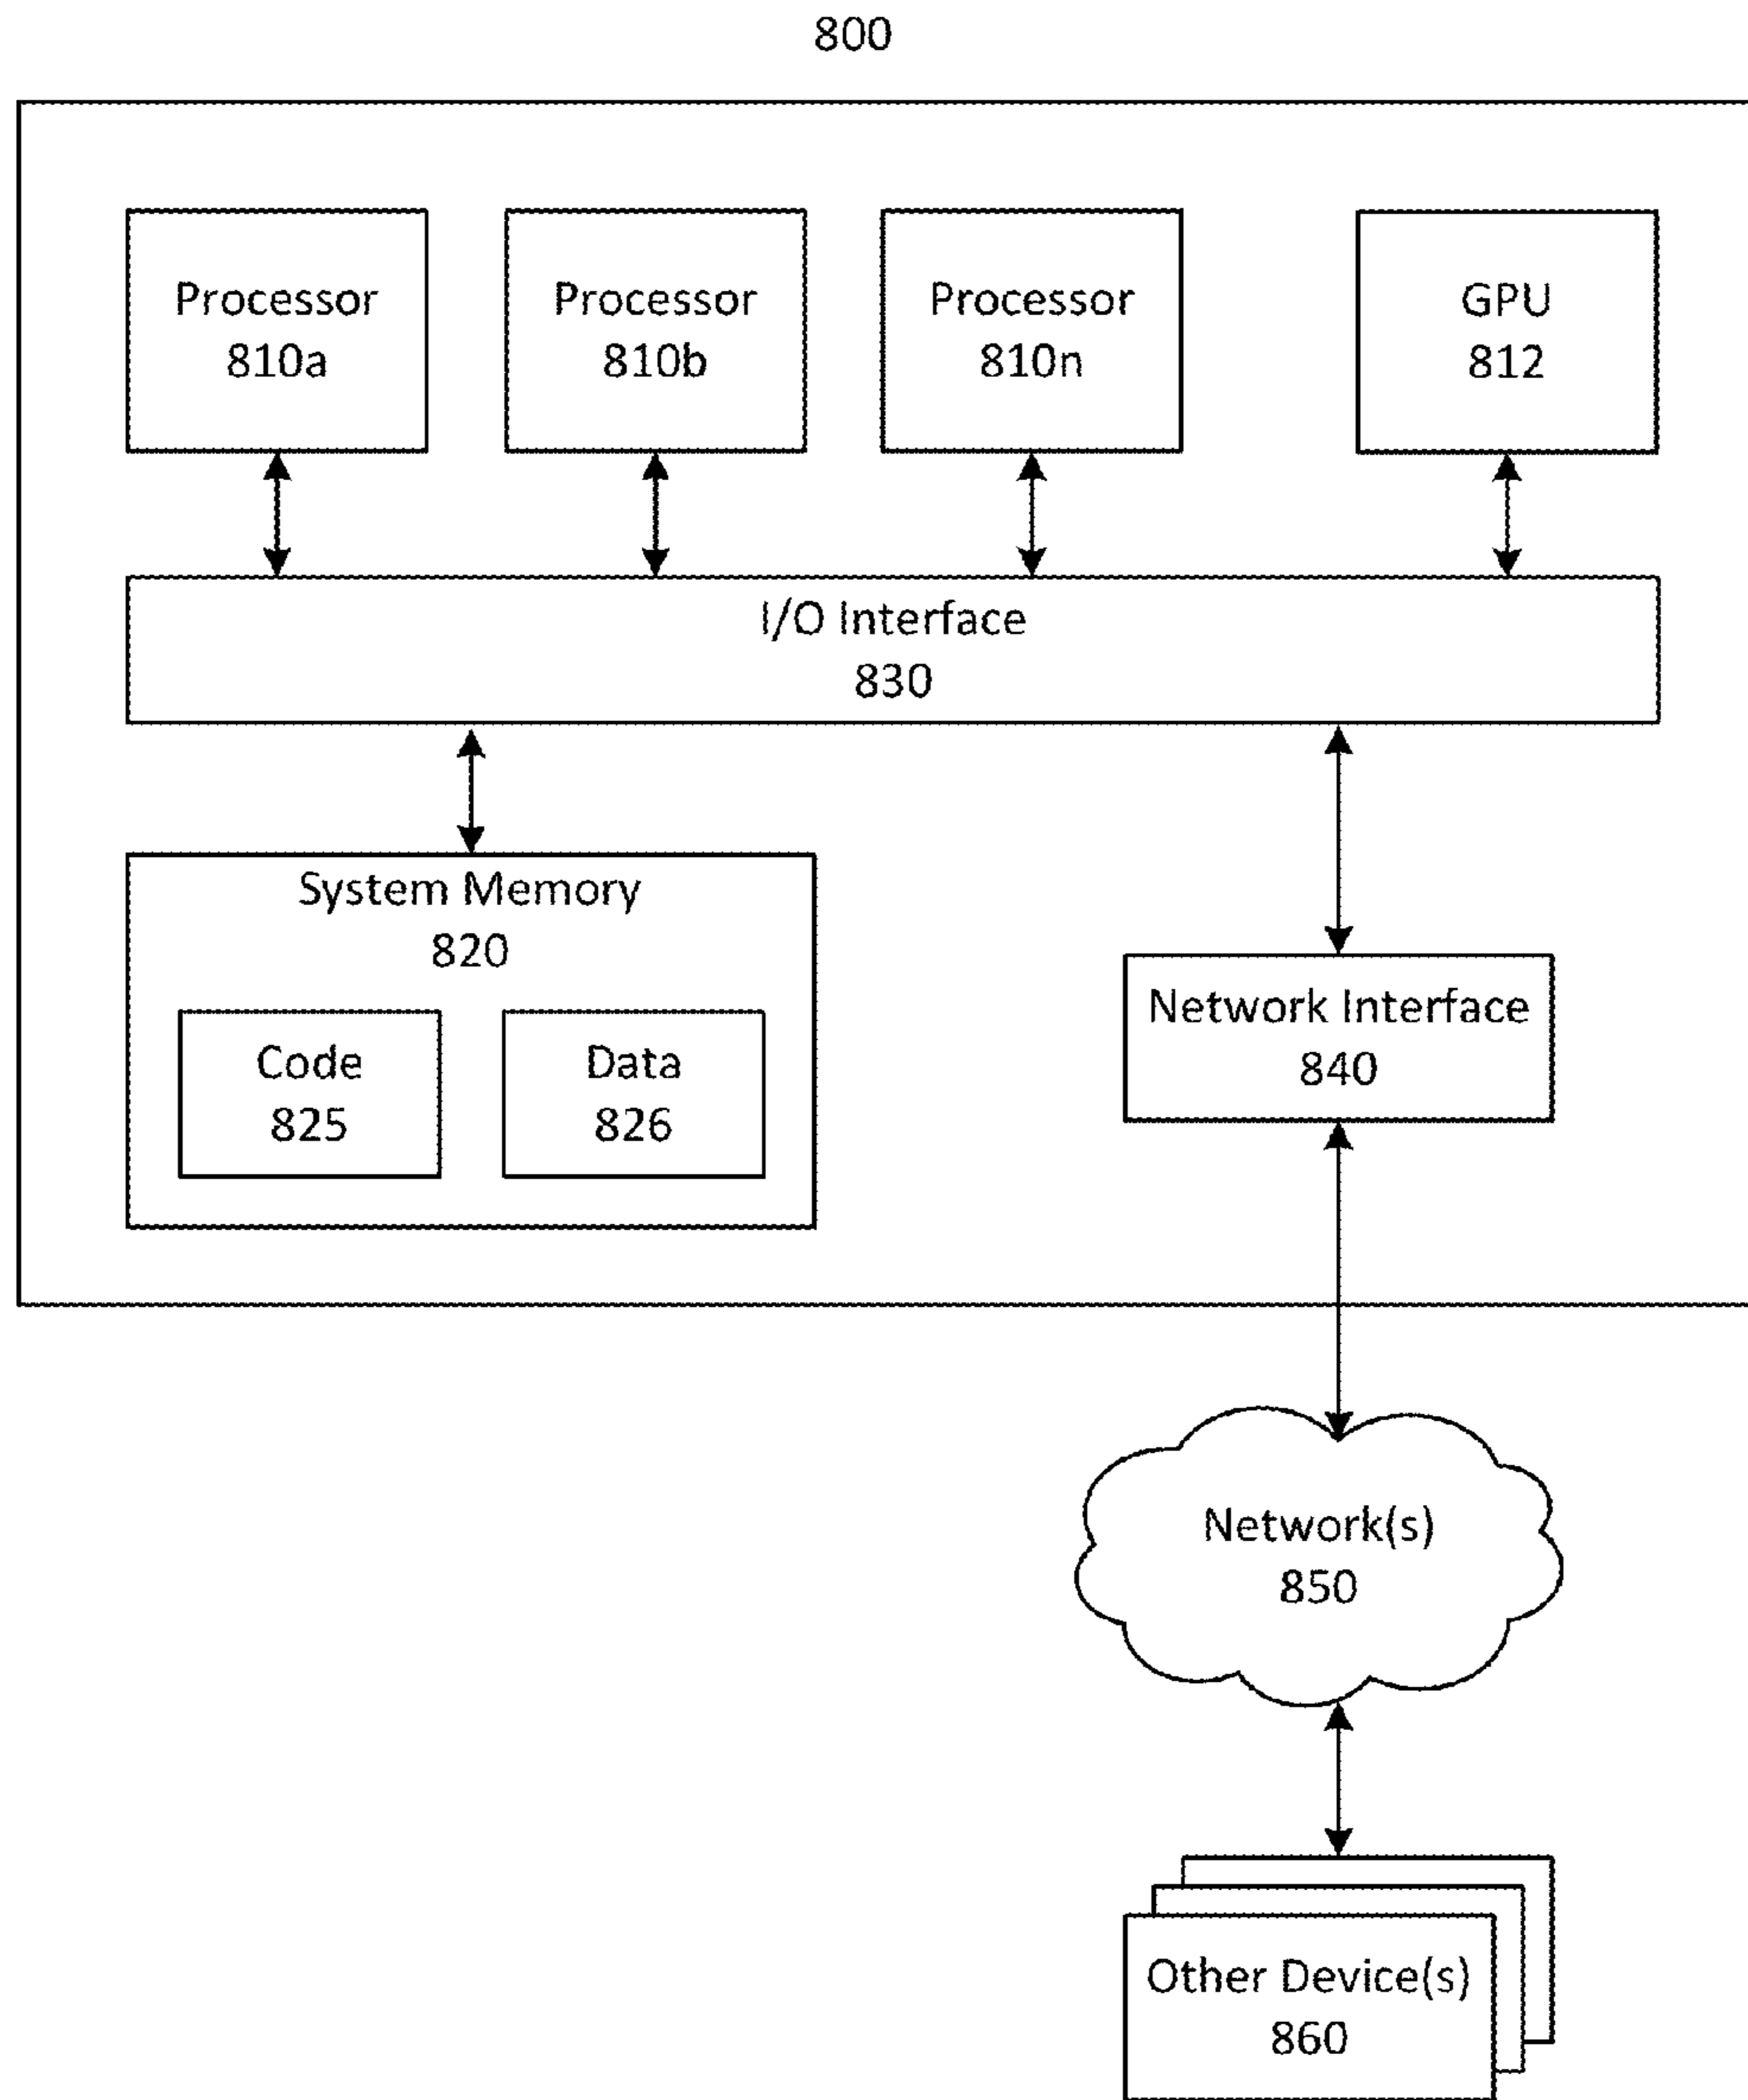 800
Processor
810a
Processor
810b
Processor
810n
GPU
812
I/O Interface
830
System Memory
820
Code
825
Data
826
Network Interface
840
Network(s)
850
Other Device(s)
860